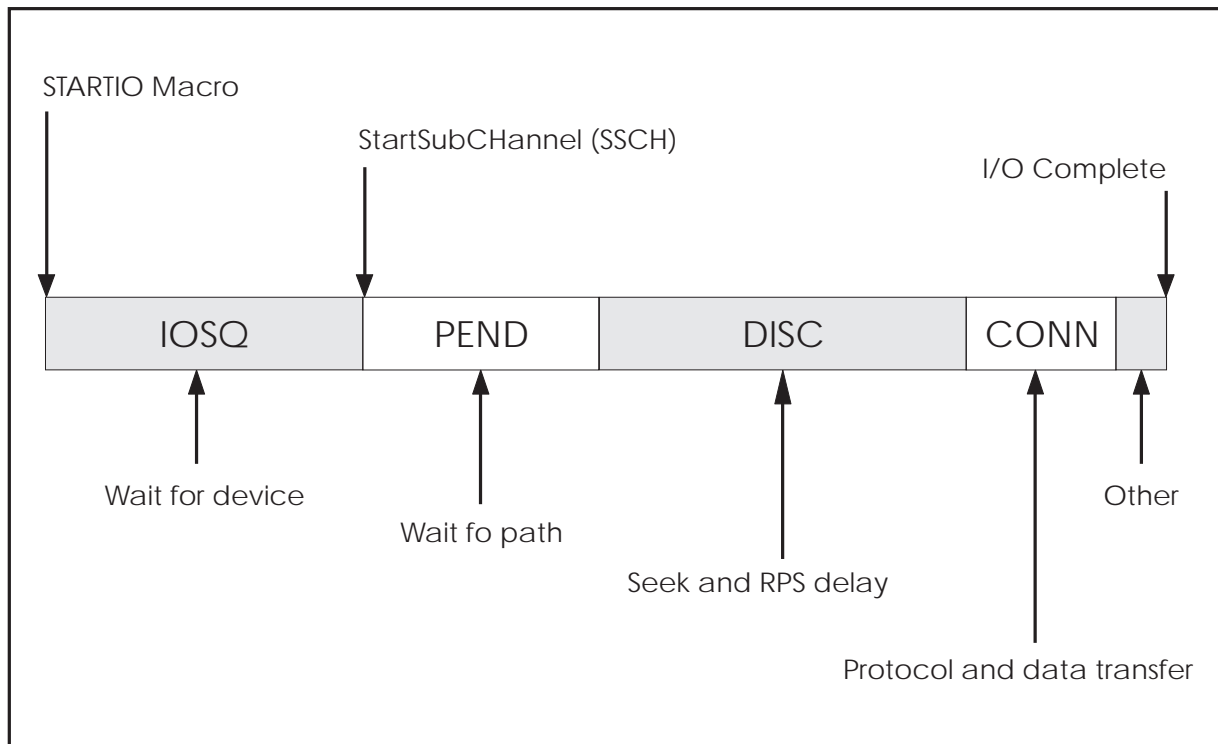 STARTIO Macro
StartSubCHannel (SSCH)
I/O Complete
IOSQ
PEND
DISC
CONN
Wait for device
Wait fo path
Seek and RPS delay
Protocol and data transfer
Other